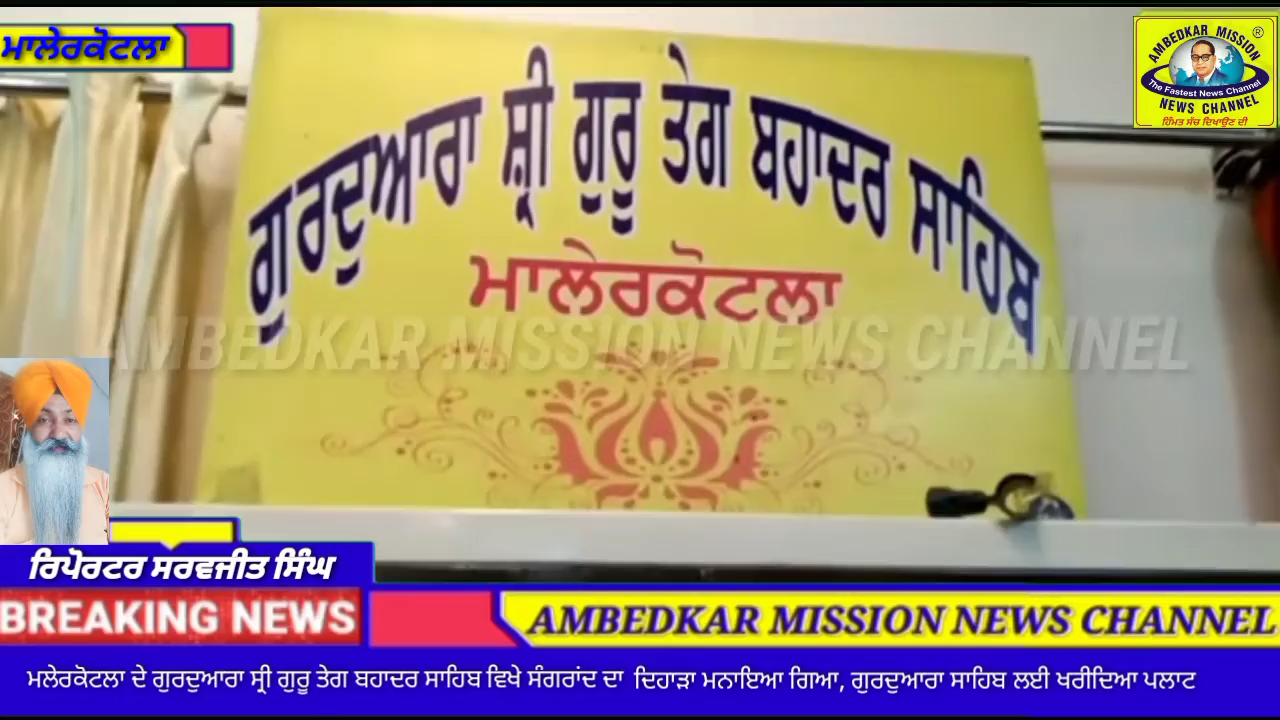 ਮਾਲੇਰਕੋਟਲਾ
AMBEDKAR MISSION
®
The Fastest News Channel
NEWS CHANNEL
ਹਿੰਮਤ ਸੱਚ ਦਿਖਾਉਣ ਦੀ
ਗੁਰਦੁਆਰਾ ਸ਼੍ਰੀ ਗੁਰੂ ਤੇਗ ਬਹਾਦਰ ਸਾਹਿਬ
ਮਾਲੇਰਕੋਟਲਾ
AMBEDKAR MISSION NEWS CHANNEL
ਰਿਪੋਰਟਰ ਸਰਵਜੀਤ ਸਿੰਘ
BREAKING NEWS
AMBEDKAR MISSION NEWS CHANNEL
ਮਲੇਰਕੋਟਲਾ ਦੇ ਗੁਰਦੁਆਰਾ ਸ੍ਰੀ ਗੁਰੂ ਤੇਗ ਬਹਾਦਰ ਸਾਹਿਬ ਵਿਖੇ ਸੰਗਰਾਂਦ ਦਾ ਦਿਹਾੜਾ ਮਨਾਇਆ ਗਿਆ, ਗੁਰਦੁਆਰਾ ਸਾਹਿਬ ਲਈ ਖਰੀਦਿਆ ਪਲਾਟ